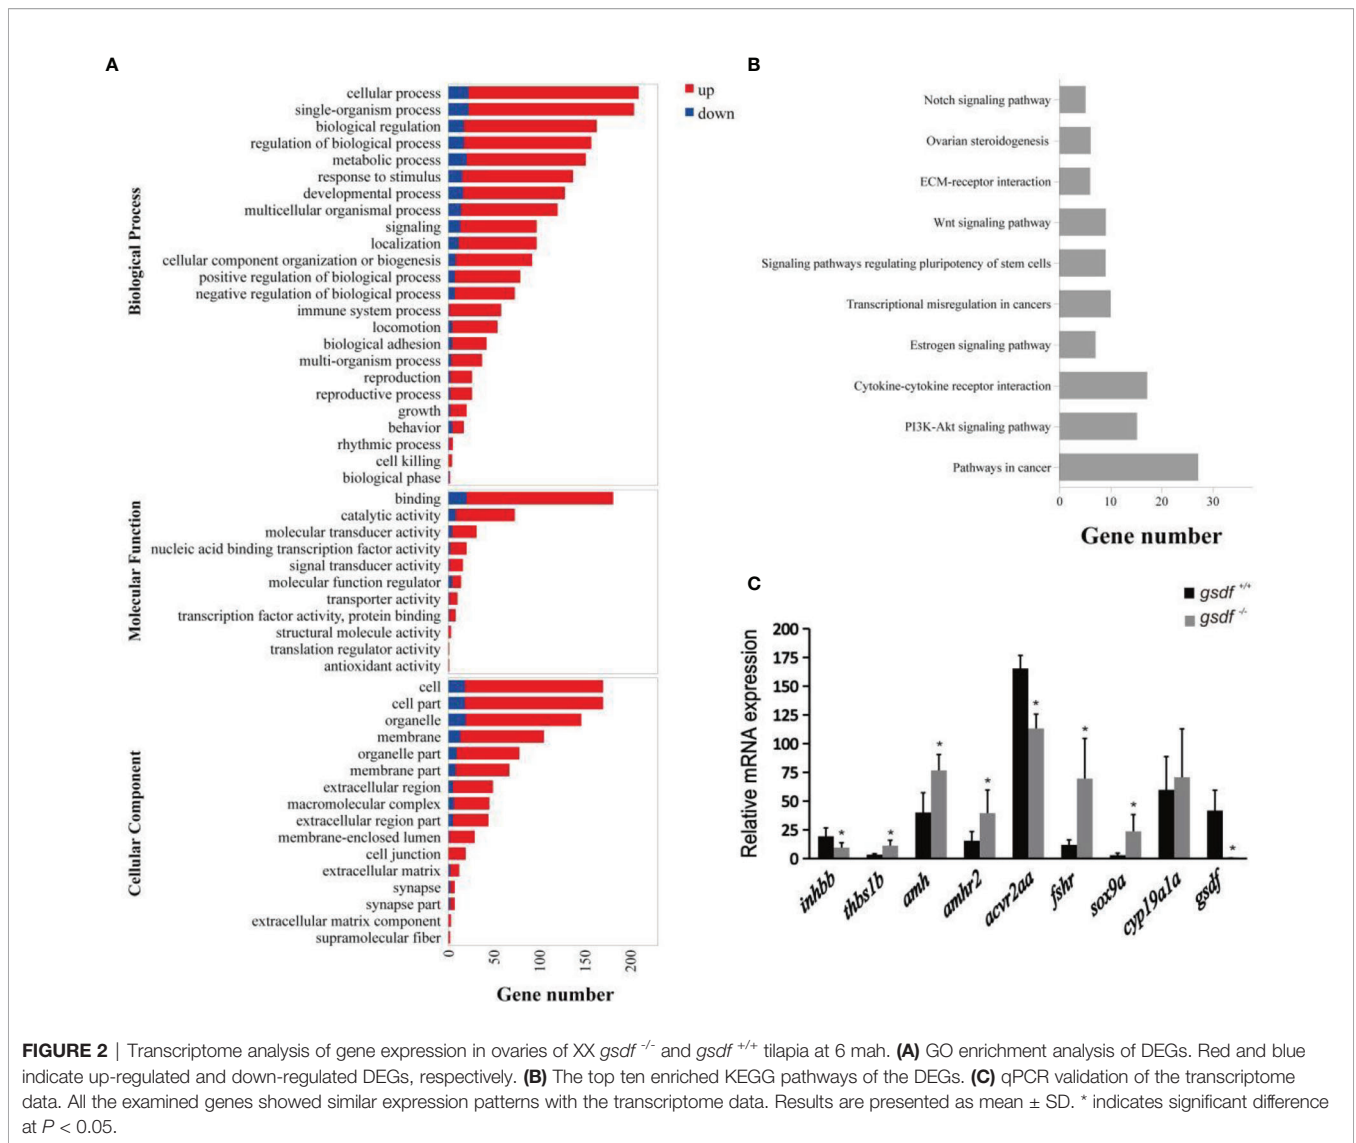 A
up
down
Biological Process
cellular process
single-organism process
biological regulation
regulation of biological process
metabolic process
response to stimulus
developmental process
multicellular organismal process
signaling
localization
cellular component organization or biogenesis
positive regulation of biological process
negative regulation of biological process
immune system process
locomotion
biological adhesion
multi-organism process
reproduction
reproductive process
growth
behavior
rhythmic process
cell killing
biological phase
Molecular Function
binding
catalytic activity
molecular transducer activity
nucleic acid binding transcription factor activity
signal transducer activity
molecular function regulator
transporter activity
transcription factor activity, protein binding
structural molecule activity
translation regulator activity
antioxidant activity
Cellular Component
cell
cell part
organelle
membrane
organelle part
membrane part
extracellular region
macromolecular complex
extracellular region part
membrane-enclosed lumen
cell junction
extracellular matrix
synapse
synapse part
extracellular matrix component
supramolecular fiber
0 50 100 150 200
Gene number
B
Notch signaling pathway
Ovarian steroidogenesis
ECM-receptor interaction
Wnt signaling pathway
Signaling pathways regulating pluripotency of stem cells
Transcriptional misregulation in cancers
Estrogen signaling pathway
Cytokine-cytokine receptor interaction
PI3K-Akt signaling pathway
Pathways in cancer
0 10 20 30
Gene number
C
gsdf +/+
gsdf -/-
Relative mRNA expression
200
175
150
125
100
75
50
25
0
* * * * * * * *
inhbb thbs1b amh amhr2 acvr2aa fshr sox9a cyp19a1a gsdf
FIGURE 2 | Transcriptome analysis of gene expression in ovaries of XX gsdf -/- and gsdf +/+ tilapia at 6 mah. (A) GO enrichment analysis of DEGs. Red and blue
indicate up-regulated and down-regulated DEGs, respectively. (B) The top ten enriched KEGG pathways of the DEGs. (C) qPCR validation of the transcriptome
data. All the examined genes showed similar expression patterns with the transcriptome data. Results are presented as mean ± SD. * indicates significant difference
at P < 0.05.